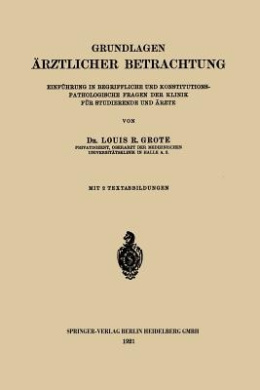 GRUNDLAGEN
ÄRZTLICHER BETRACHTUNG
EINFÜHRUNG IN BEGRIFFLICHE UND KONSTITUTIONS-
PATHOLOGISCHE FRAGEN DER KLINIK
FÜR STUDIERENDE UND ÄRZTE
VON
DR. LOUIS R. GROTE
PRIVATDOZENT, OBERARZT DER MEDIZINISCHEN
UNIVERSITÄTSKLINIK IN HALLE A. S.
MIT 3 TEXTABBILDUNGEN
SPRINGER-VERLAG BERLIN HEIDELBERG GMBH
1921